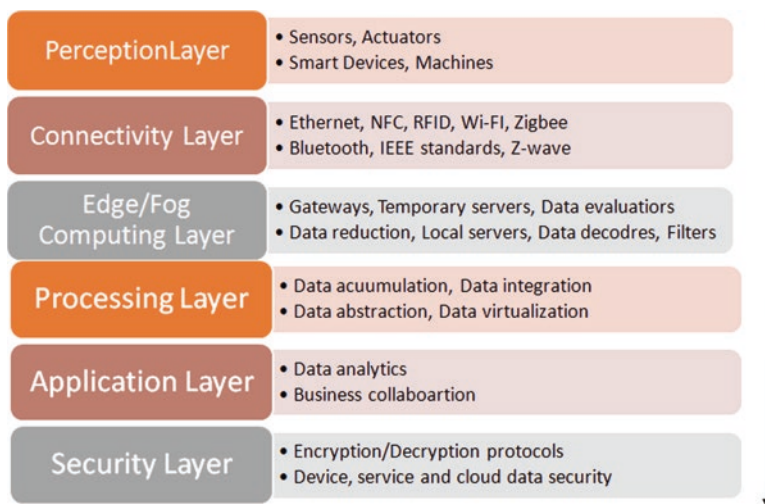 PerceptionLayer
• Sensors, Actuators
• Smart Devices, Machines
Connectivity Layer
• Ethernet, NFC, RFID, Wi-FI, Zigbee
• Bluetooth, IEEE standards, Z-wave
Edge/Fog
Computing Layer
• Gateways, Temporary servers, Data evaluatiors
• Data reduction, Local servers, Data decodres, Filters
Processing Layer
• Data acuumulation, Data integration
• Data abstraction, Data virtualization
Application Layer
• Data analytics
• Business collaboartion
Security Layer
• Encryption/Decryption protocols
• Device, service and cloud data security